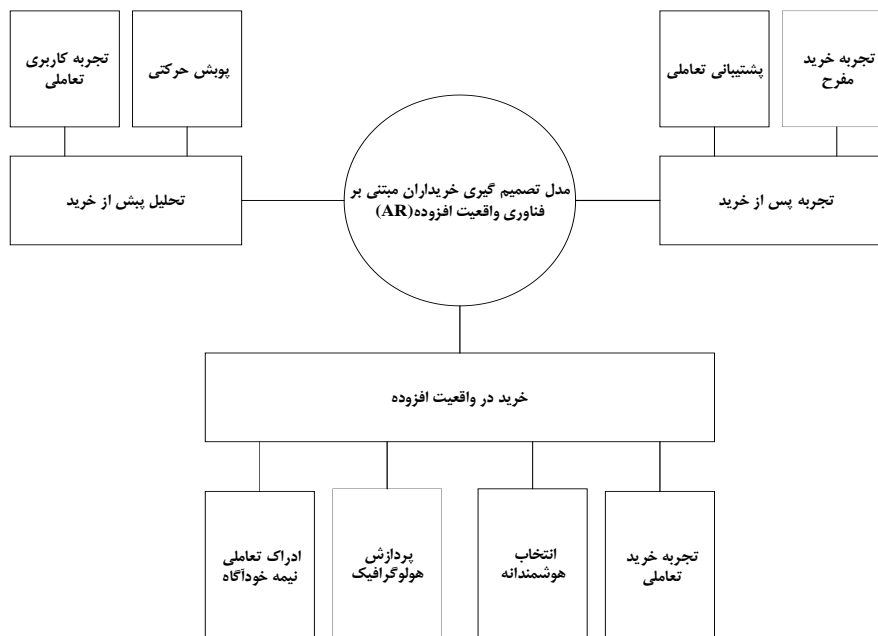 تجربه خرید
مفرح
پشتیبانی تعاملی
پویش حرکتی
تجربه کاربری
تعاملی
تجربه پس از خرید
مدل تصمیم گیری خریداران مبتنی بر
فناوری واقعیت افزوده(AR)
تحلیل پیش از خرید
خرید در واقعیت افزوده
تجربه خرید
تعاملی
انتخاب
هوشمندانه
پردازش
هولوگرافیک
ادراک تعاملی
نیمه خودآگاه